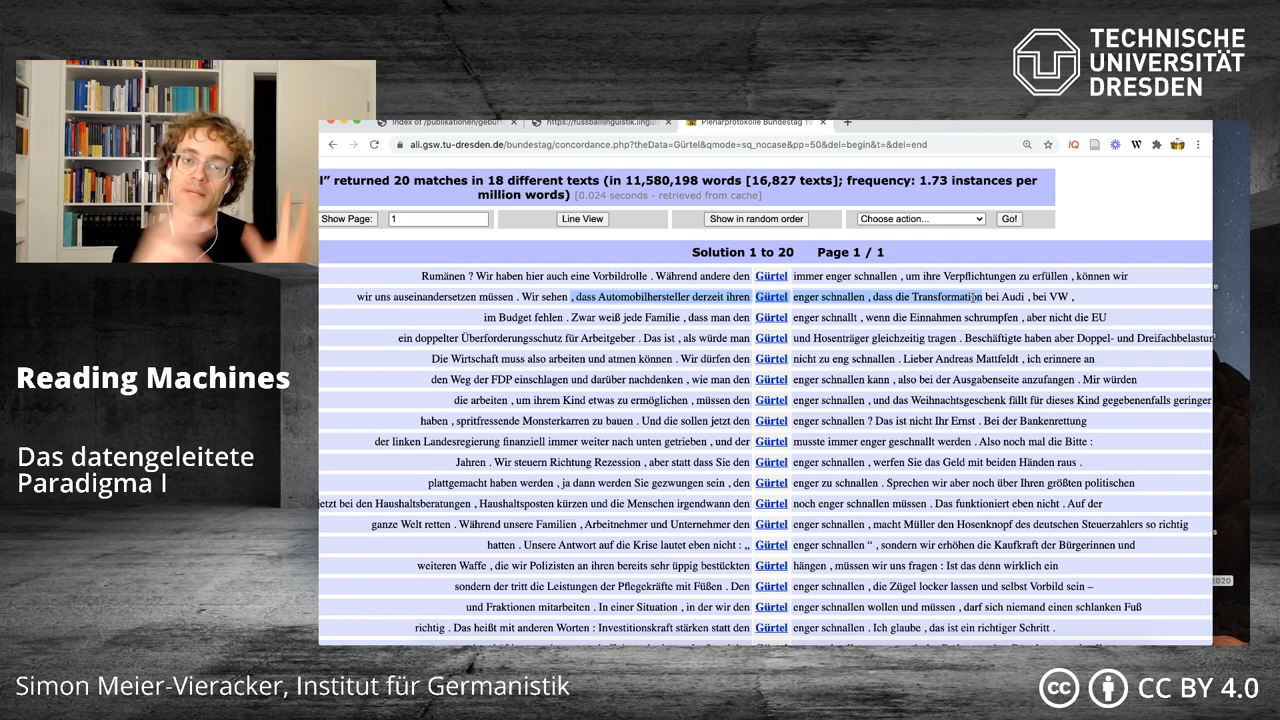 TECHNISCHE
UNIVERSITÄT
DRESDEN
Plenarprotokolle Bundestag
ali.gsw.tu-dresden.de/bundestag/concordance.php?theData=Gürtel&qmode=sq_nocase&pp=50&del=begin&t=&del=end
” returned 20 matches in 18 different texts (in 11,580,198 words [16,827 texts]; frequency: 1.73 instances per
million words) [0.024 seconds - retrieved from cache]
Show Page: 1 Line View Show in random order Choose action... Go!
Solution 1 to 20 Page 1 / 1
Rumänen ? Wir haben hier auch eine Vorbildrolle . Während andere den Gürtel immer enger schnallen , um ihre Verpflichtungen zu erfüllen , können wir
wir uns auseinandersetzen müssen . Wir sehen , dass Automobilhersteller derzeit ihren Gürtel enger schnallen , dass die Transformation bei Audi , bei VW ,
im Budget fehlen . Zwar weiß jede Familie , dass man den Gürtel enger schnallt , wenn die Einnahmen schrumpfen , aber nicht die EU
ein doppelter Überforderungsschutz für Arbeitgeber . Das ist , als würde man Gürtel und Hosenträger gleichzeitig tragen . Beschäftigte haben aber Doppel- und Dreifachbelastun
Die Wirtschaft muss also arbeiten und atmen können . Wir dürfen den Gürtel nicht zu eng schnallen . Lieber Andreas Mattfeldt , ich erinnere an
den Weg der FDP einschlagen und darüber nachdenken , wie man den Gürtel enger schnallen kann , also bei der Ausgabenseite anzufangen . Mir würden
die arbeiten , um ihrem Kind etwas zu ermöglichen , müssen den Gürtel enger schnallen , und das Weihnachtsgeschenk fällt für dieses Kind gegebenenfalls geringer
haben , spritfressende Monsterkarren zu bauen . Und die sollen jetzt den Gürtel enger schnallen ? Das ist nicht Ihr Ernst . Bei der Bankenrettung
der linken Landesregierung finanziell immer weiter nach unten getrieben , und der Gürtel musste immer enger geschnallt werden . Also noch mal die Bitte :
Jahren . Wir steuern Richtung Rezession , aber statt dass Sie den Gürtel enger schnallen , werfen Sie das Geld mit beiden Händen raus .
plattgemacht haben werden , ja dann werden Sie gezwungen sein , den Gürtel enger zu schnallen . Sprechen wir aber noch über Ihren größten politischen
jetzt bei den Haushaltsberatungen , Haushaltsposten kürzen und die Menschen irgendwann den Gürtel noch enger schnallen müssen . Das funktioniert eben nicht . Auf der
ganze Welt retten . Während unsere Familien , Arbeitnehmer und Unternehmer den Gürtel enger schnallen , macht Müller den Hosenknopf des deutschen Steuerzahlers so richtig
hatten . Unsere Antwort auf die Krise lautet eben nicht : „ Gürtel enger schnallen “ , sondern wir erhöhen die Kaufkraft der Bürgerinnen und
weiteren Waffe , die wir Polizisten an ihren bereits sehr üppig bestückten Gürtel hängen , müssen wir uns fragen : Ist das denn wirklich ein
sondern der tritt die Leistungen der Pflegekräfte mit Füßen . Den Gürtel enger schnallen , die Zügel locker lassen und selbst Vorbild sein –
und Fraktionen mitarbeiten . In einer Situation , in der wir den Gürtel enger schnallen wollen und müssen , darf sich niemand einen schlanken Fuß
richtig . Das heißt mit anderen Worten : Investitionskraft stärken statt den Gürtel enger schnallen . Ich glaube , das ist ein richtiger Schritt .
Reading Machines
Das datengeleitete
Paradigma I
Simon Meier-Vieracker, Institut für Germanistik
CC BY 4.0